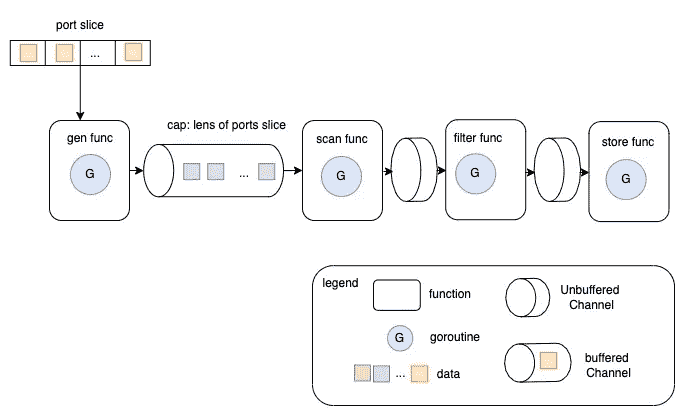 port slice
...
gen func
G
cap: lens of ports slice
...
scan func
G
filter func
G
store func
G
legend
function
G
goroutine
... data
Unbuffered
Channel
buffered
Channel